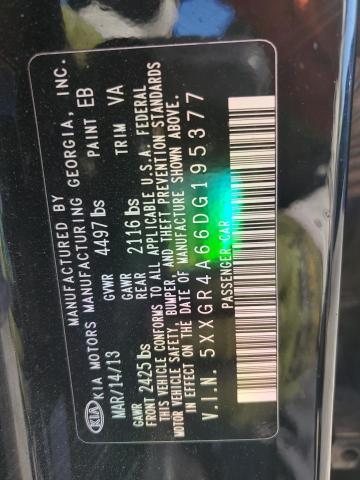 MANUFACTURED BY
KIA KIA MOTORS MANUFACTURING GEORGIA, INC.
MAR/14/13 GVWR 4497 lbs PAINT EB
GAWR FRONT 2425 lbs GAWR REAR 2116 lbs TRIM VA
THIS VEHICLE CONFORMS TO ALL APPLICABLE U.S.A. FEDERAL
MOTOR VEHICLE SAFETY, BUMPER, AND THEFT PREVENTION STANDARDS
IN EFFECT ON THE DATE OF MANUFACTURE SHOWN ABOVE.
V.I.N. 5XXGR4A66DG195377
PASSENGER CAR